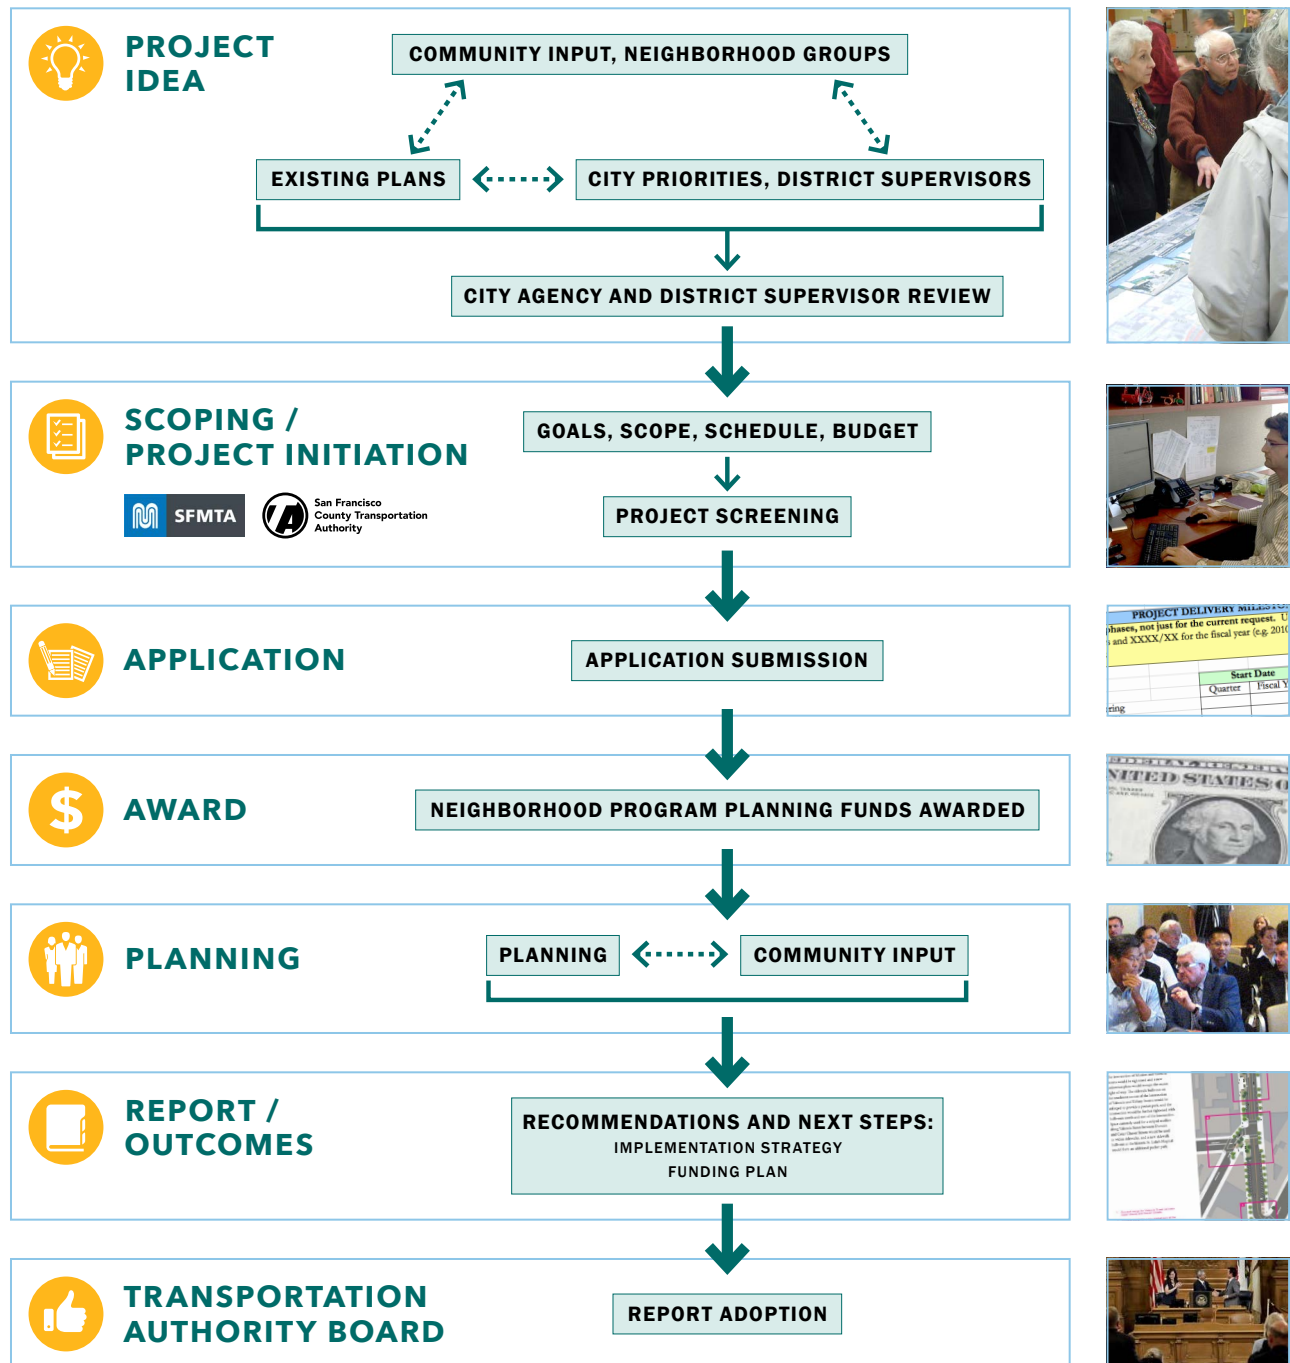 PROJECT
IDEA
COMMUNITY INPUT, NEIGHBORHOOD GROUPS
EXISTING PLANS
CITY PRIORITIES, DISTRICT SUPERVISORS
CITY AGENCY AND DISTRICT SUPERVISOR REVIEW
SCOPING /
PROJECT INITIATION
SFMTA
San Francisco
County Transportation
Authority
GOALS, SCOPE, SCHEDULE, BUDGET
PROJECT SCREENING
APPLICATION
APPLICATION SUBMISSION
PROJECT DELIVERY
phases, not just for the current request.
s and XXXX/XX for the fiscal year (e.g. 2010
Start Date
Quarter Fiscal Y
ring
$ AWARD
NEIGHBORHOOD PROGRAM PLANNING FUNDS AWARDED
NITED STATES O
PLANNING
PLANNING
COMMUNITY INPUT
REPORT /
OUTCOMES
RECOMMENDATIONS AND NEXT STEPS:
IMPLEMENTATION STRATEGY
FUNDING PLAN
TRANSPORTATION
AUTHORITY BOARD
REPORT ADOPTION